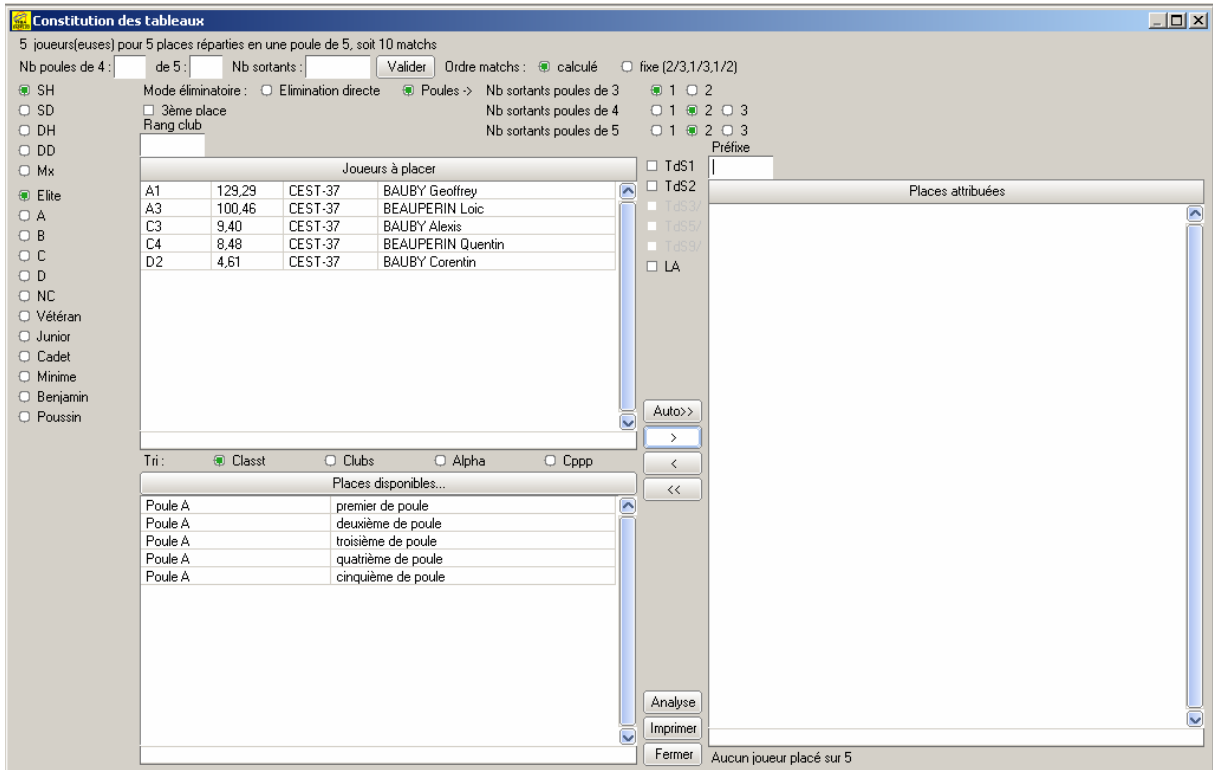 Constitution des tableaux
5 joueurs(euses) pour 5 places réparties en une poule de 5, soit 10 matchs
Nb poules de 4 : de 5 : Nb sortants : Valider Ordre matchs : calculé fixe (2/3,1/3,1/2)
SH Mode éliminatoire : Elimination directe Poules -> Nb sortants poules de 3 1 2
SD 3ème place Nb sortants poules de 4 1 2 3
DH Rang club Nb sortants poules de 5 1 2 3
DD Préfixe
Mx Joueurs à placer TdS1
Elite A1 129,29 CEST-37 BAUBY Geoffrey TdS2 Places attribuées
A A3 100,46 CEST-37 BEAUPERIN Loic TdS3/
B C3 9,40 CEST-37 BAUBY Alexis TdS5/
C C4 8,48 CEST-37 BEAUPERIN Quentin TdS9/
D D2 4,61 CEST-37 BAUBY Corentin LA
NC
Vétéran
Junior
Cadet
Minime
Benjamin
Poussin Auto>>
>
Tri : Classt Clubs Alpha Cppp <
Places disponibles... <<
Poule A premier de poule
Poule A deuxième de poule
Poule A troisième de poule
Poule A quatrième de poule
Poule A cinquième de poule
Analyse
Imprimer
Fermer Aucun joueur placé sur 5